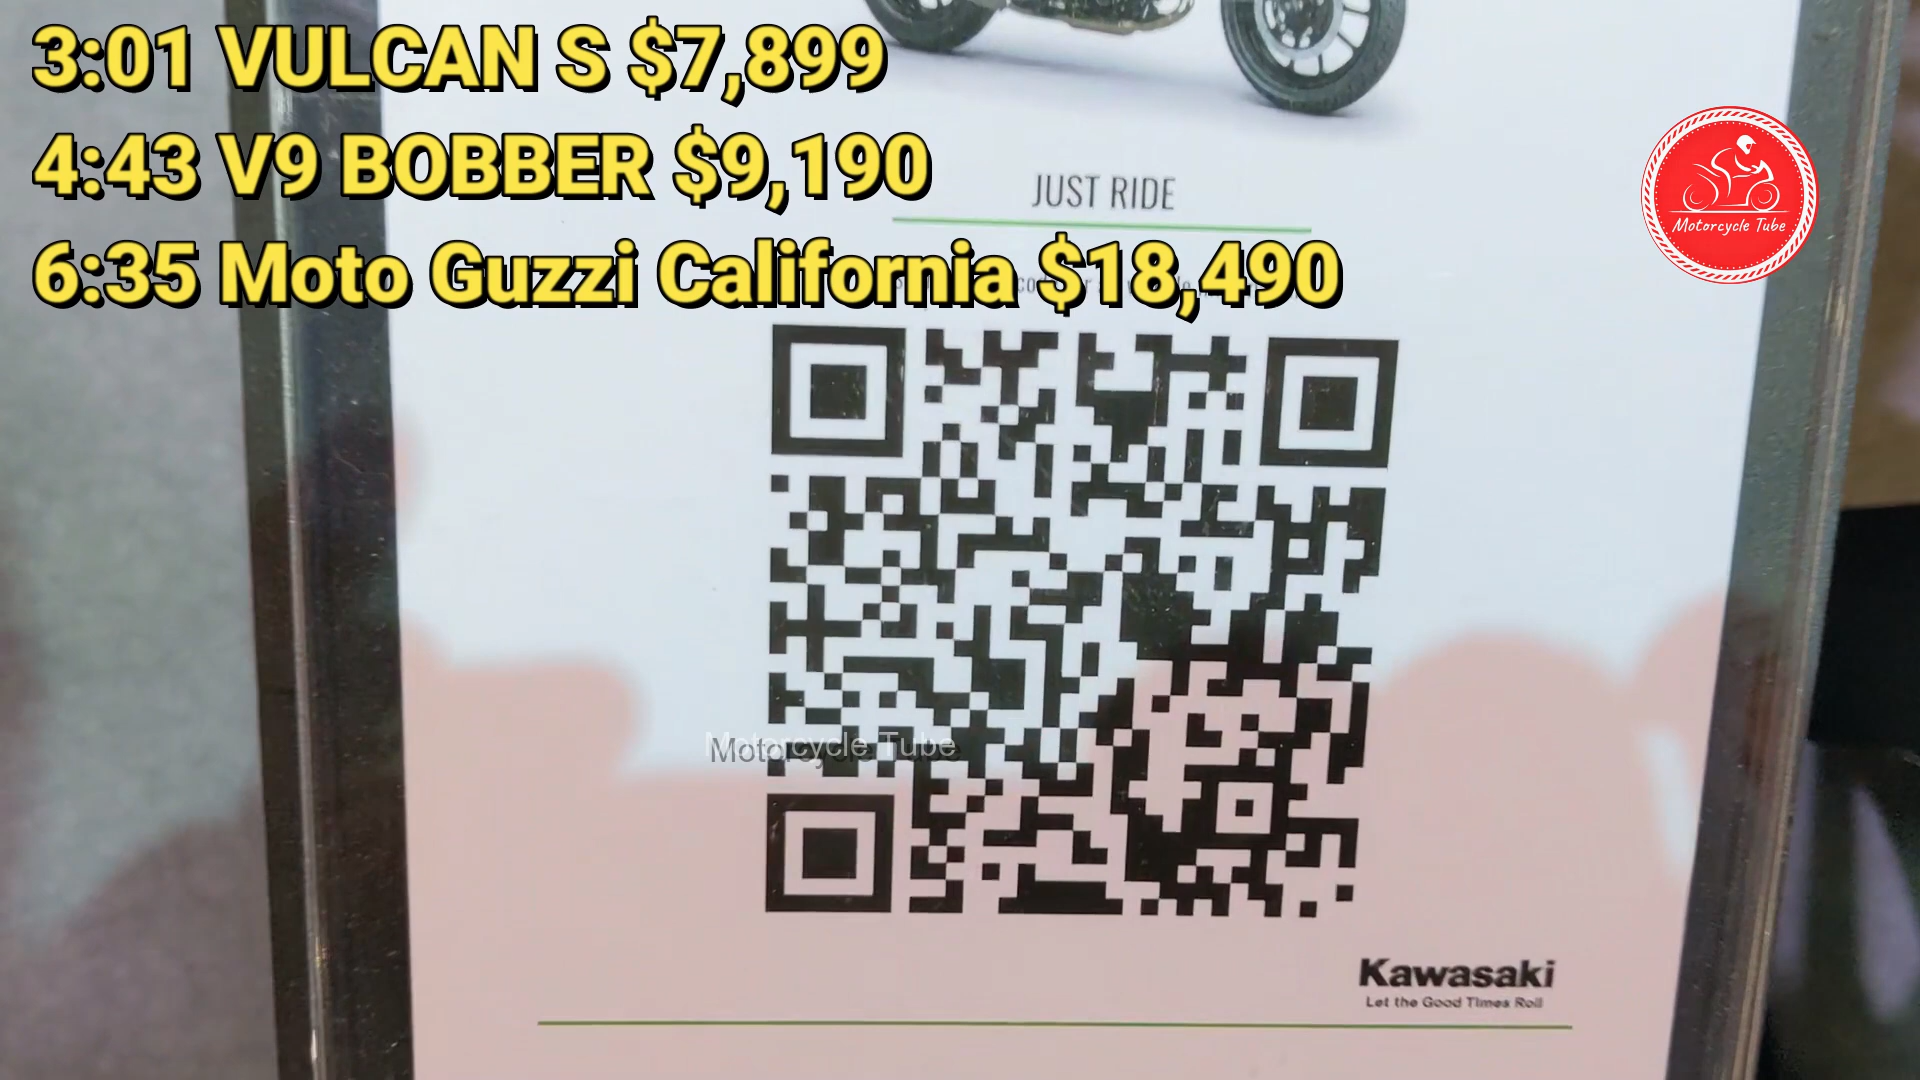 3:01 VULCAN S $7,899
4:43 V9 BOBBER $9,190
6:35 Moto Guzzi California $18,490
Motorcycle Tube
JUST RIDE
Motorcycle Tube
Kawasaki
Let the Good Times Roll